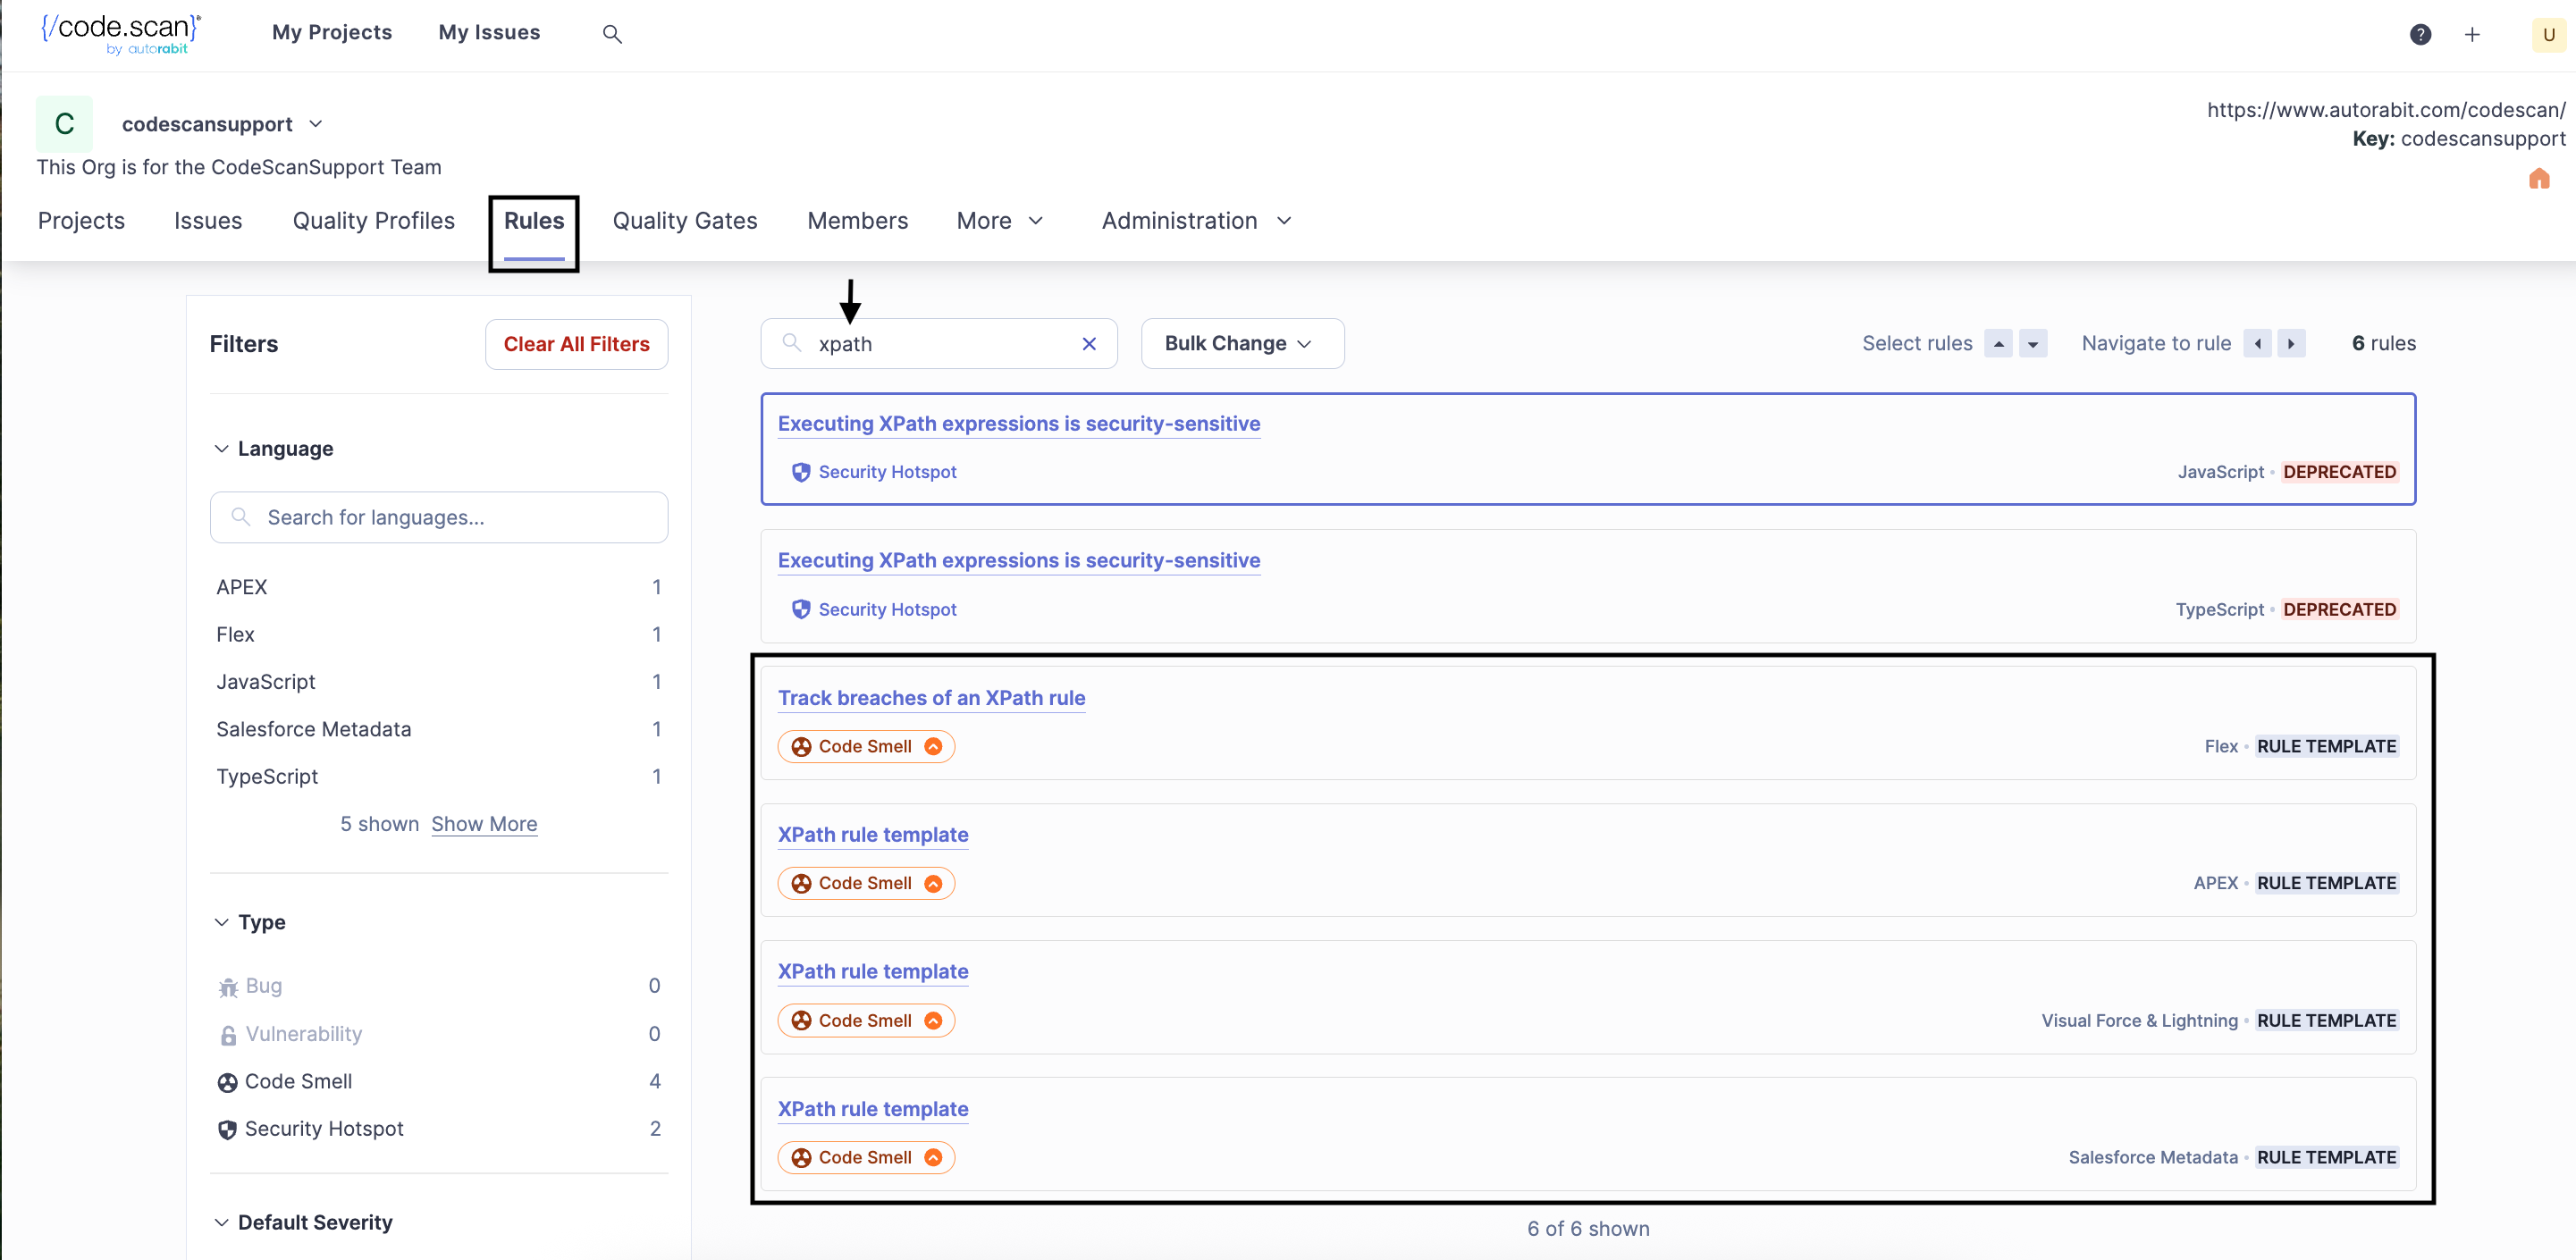 {/code.scan}®
by autorabit
My Projects
My Issues
?
U
C
codescansupport
https://www.autorabit.com/codescan/
Key: codescansupport
This Org is for the CodeScanSupport Team
Projects
Issues
Quality Profiles
Rules
Quality Gates
Members
More
Administration
Filters
Clear All Filters
Language
Search for languages...
APEX 1
Flex 1
JavaScript 1
Salesforce Metadata 1
TypeScript 1
5 shown Show More
Type
Bug 0
Vulnerability 0
Code Smell 4
Security Hotspot 2
Default Severity
xpath
Bulk Change
Select rules
Navigate to rule
6 rules
Executing XPath expressions is security-sensitive
Security Hotspot
JavaScript • DEPRECATED
Executing XPath expressions is security-sensitive
Security Hotspot
TypeScript • DEPRECATED
Track breaches of an XPath rule
Code Smell
Flex • RULE TEMPLATE
XPath rule template
Code Smell
APEX • RULE TEMPLATE
XPath rule template
Code Smell
Visual Force & Lightning • RULE TEMPLATE
XPath rule template
Code Smell
Salesforce Metadata • RULE TEMPLATE
6 of 6 shown